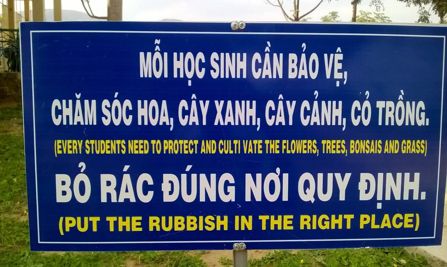 MỖI HỌC SINH CẦN BẢO VỆ,
CHĂM SÓC HOA, CÂY XANH, CÂY CẢNH, CỎ TRỒNG.
(EVERY STUDENTS NEED TO PROTECT AND CULTI VATE THE FLOWERS, TREES, BONSAIS AND GRASS)
BỎ RÁC ĐÚNG NƠI QUY ĐỊNH.
(PUT THE RUBBISH IN THE RIGHT PLACE)